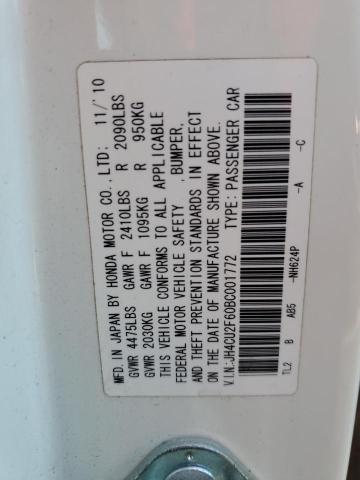 MFD. IN JAPAN BY HONDA MOTOR CO., LTD: 11/'10
GVWR 4475LBS GAWR F 2410LBS R 2090LBS
GVWR 2030KG GAWR F 1095KG R 950KG
THIS VEHICLE CONFORMS TO ALL APPLICABLE
FEDERAL MOTOR VEHICLE SAFETY , BUMPER,
AND THEFT PREVENTION STANDARDS IN EFFECT
ON THE DATE OF MANUFACTURE SHOWN ABOVE.
V.I.N.:JH4CU2F60BC001772 TYPE: PASSENGER CAR
TL2 B AB5 -NH624P -A -C